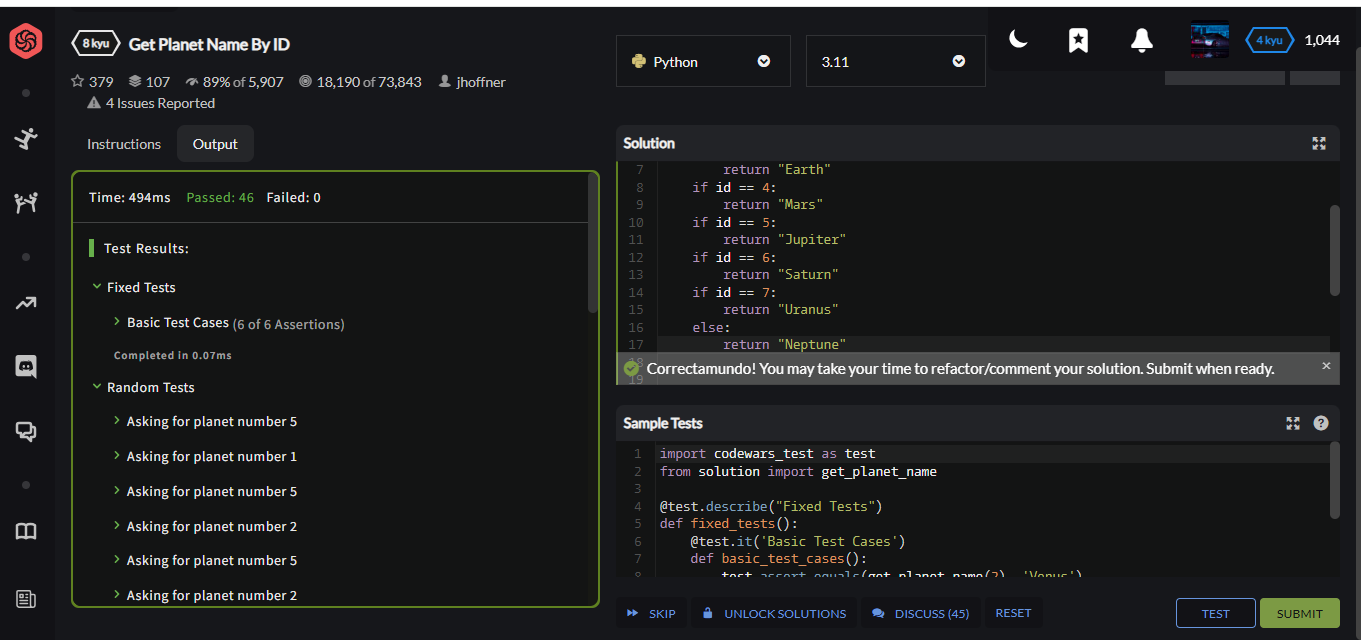 8 kyu Get Planet Name By ID
379 107 89% of 5,907 18,190 of 73,843 jhoffner
4 Issues Reported
Python
3.11
4 kyu 1,044
Instructions Output
Time: 494ms Passed: 46 Failed: 0
Test Results:
Fixed Tests
Basic Test Cases (6 of 6 Assertions)
Completed in 0.07ms
Random Tests
Asking for planet number 5
Asking for planet number 1
Asking for planet number 5
Asking for planet number 2
Asking for planet number 5
Asking for planet number 2
Solution
7 return "Earth"
8 if id == 4:
9 return "Mars"
10 if id == 5:
11 return "Jupiter"
12 if id == 6:
13 return "Saturn"
14 if id == 7:
15 return "Uranus"
16 else:
17 return "Neptune"
18
Correctamundo! You may take your time to refactor/comment your solution. Submit when ready. ×
19
Sample Tests ?
1 import codewars_test as test
2 from solution import get_planet_name
3
4 @test.describe("Fixed Tests")
5 def fixed_tests():
6 @test.it('Basic Test Cases')
7 def basic_test_cases():
8 test.assert_equals(get_planet_name(2), 'Venus')
SKIP UNLOCK SOLUTIONS DISCUSS (45) RESET TEST SUBMIT